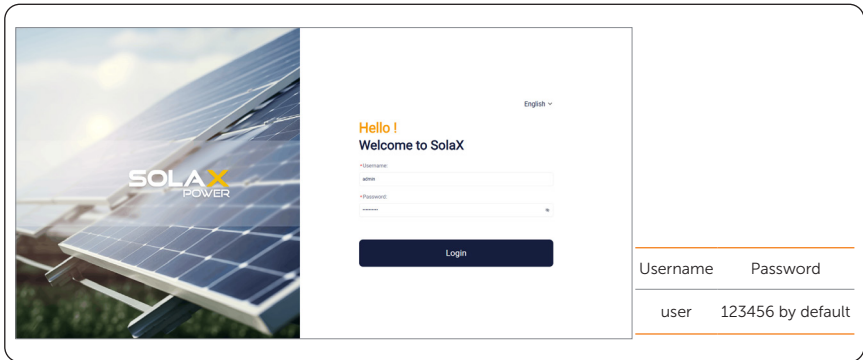 English
Hello !
Welcome to SolaX
*Username:
admin
*Password:
SOLAX
POWER
Login
Username Password
user 123456 by default